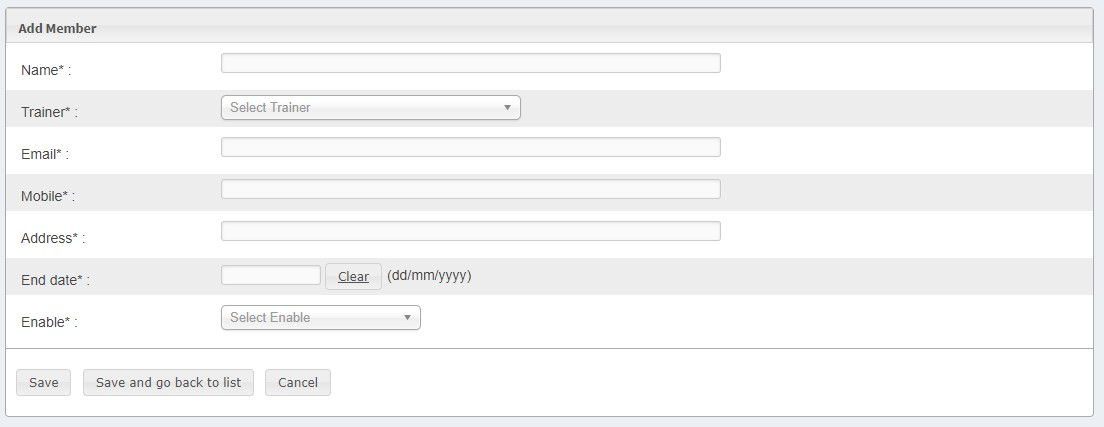 Add Member
Name* :
Trainer* : Select Trainer
Email* :
Mobile* :
Address* :
End date* : Clear (dd/mm/yyyy)
Enable* : Select Enable
Save Save and go back to list Cancel